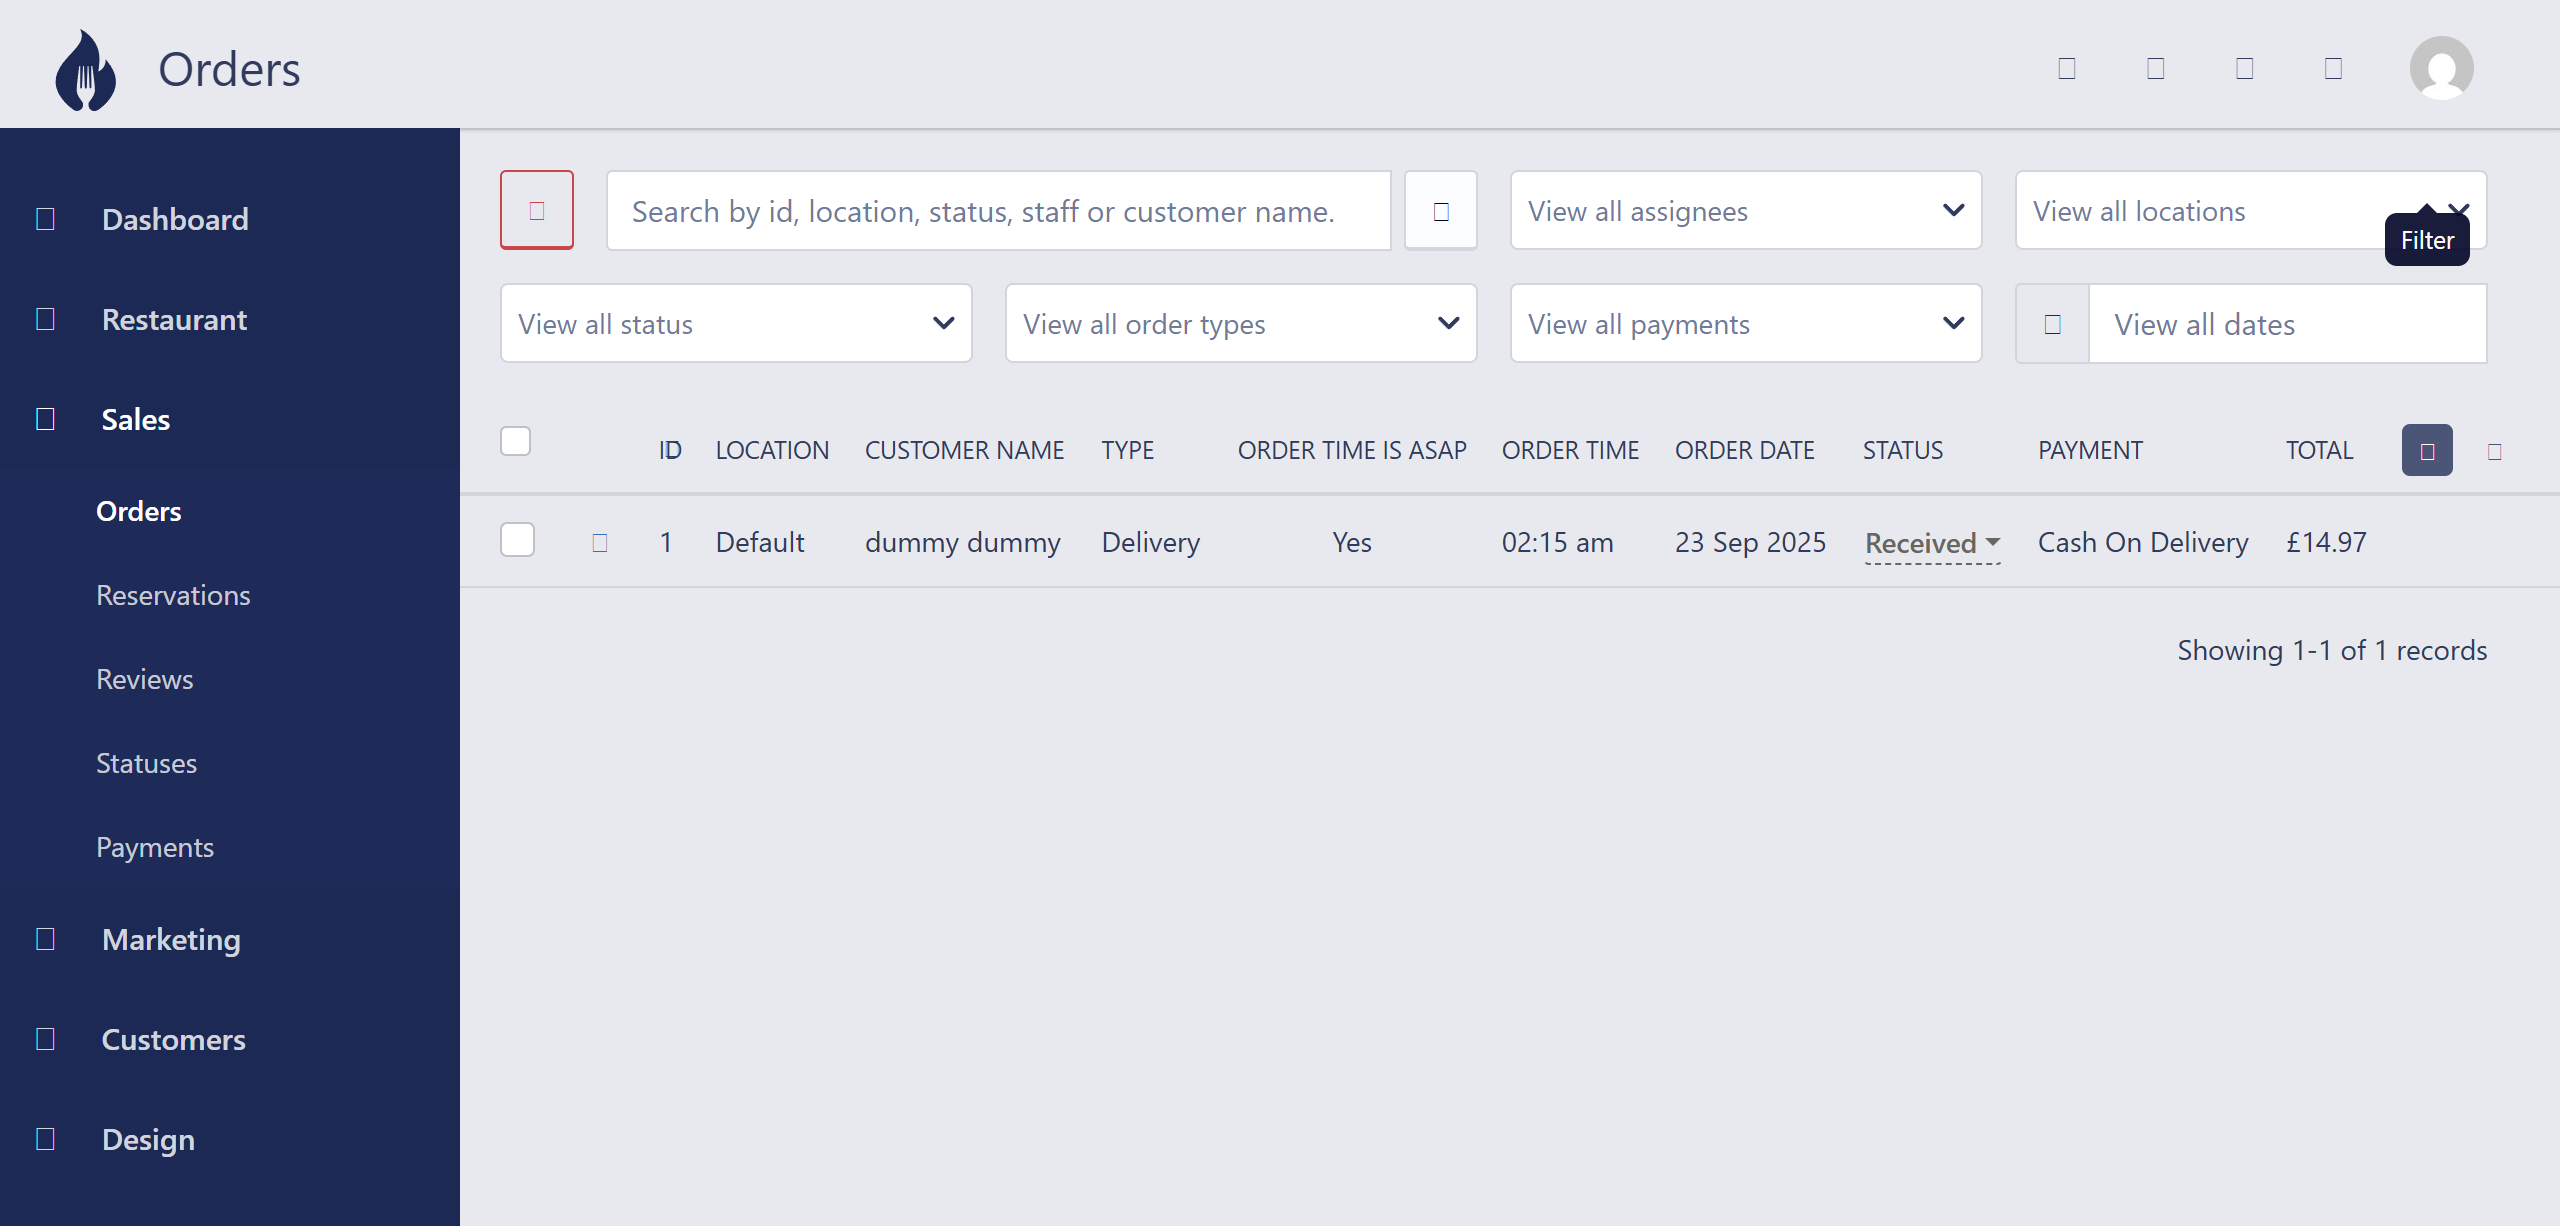 Orders
Dashboard
Restaurant
Sales
Orders
Reservations
Reviews
Statuses
Payments
Marketing
Customers
Design
Search by id, location, status, staff or customer name.
View all assignees
View all locations
Filter
View all status
View all order types
View all payments
View all dates
ID LOCATION CUSTOMER NAME TYPE ORDER TIME IS ASAP ORDER TIME ORDER DATE STATUS PAYMENT TOTAL
1 Default dummy dummy Delivery Yes 02:15 am 23 Sep 2025 Received Cash On Delivery £14.97
Showing 1-1 of 1 records